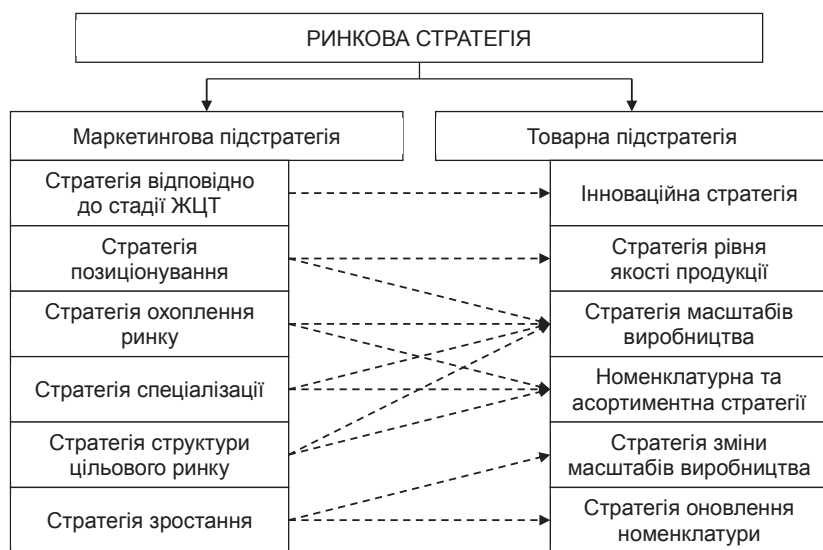 РИНКОВА СТРАТЕГІЯ
Маркетингова підстратегія
Товарна підстратегія
Стратегія відповідно
до стадії ЖЦТ
Інноваційна стратегія
Стратегія
позиціонування
Стратегія рівня
якості продукції
Стратегія охоплення
ринку
Стратегія масштабів
виробництва
Стратегія спеціалізації
Номенклатурна та
асортиментна стратегії
Стратегія структури
цільового ринку
Стратегія зміни
масштабів виробництва
Стратегія зростання
Стратегія оновлення
номенклатури